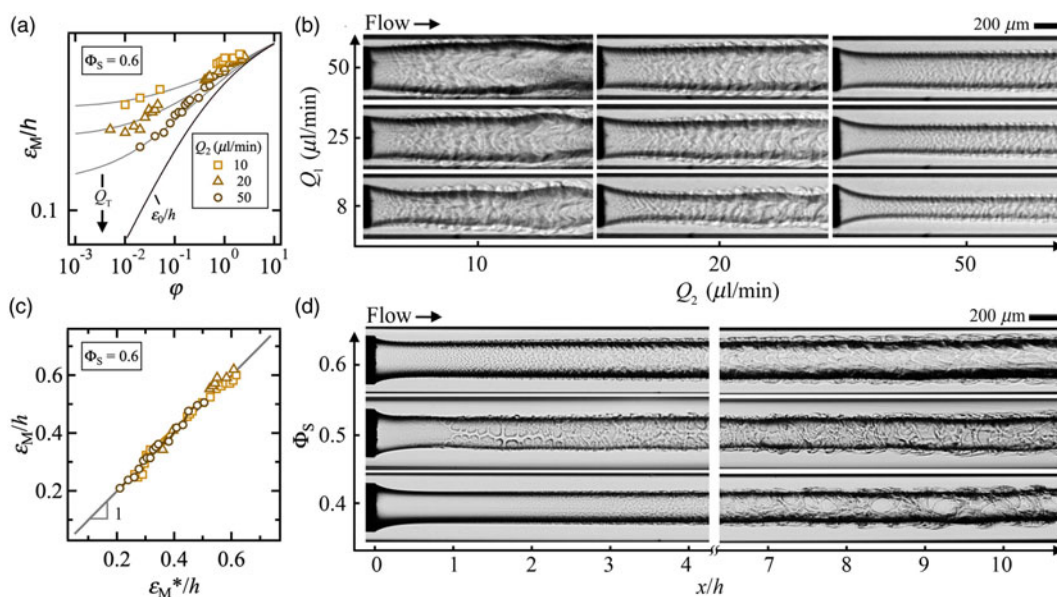 (a)
Φ_S = 0.6
ε_M/h
0.1
Q_T
ε_0/h
Q_2 (μl/min)
10
20
50
10^-3 10^-2 10^-1 10^0 10^1
φ
(b)
Flow →
200 μm
Q_1 (μl/min)
50
25
8
10 20 50
Q_2 (μl/min)
(c)
Φ_S = 0.6
ε_M/h
0.6
0.4
0.2
1
0.2 0.4 0.6
ε_M*/h
(d)
Flow →
200 μm
Φ_S
0.6
0.5
0.4
0 1 2 3 4 7 8 9 10
x/h